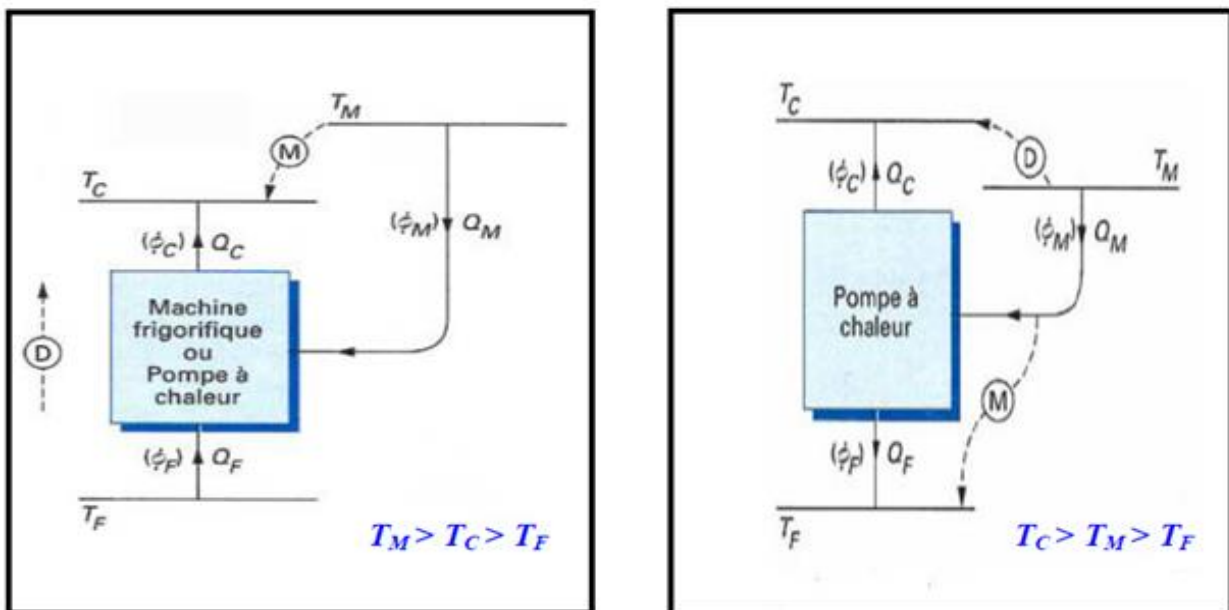 T_M
M
T_C
(ϕ_C) Q_C
(ϕ_M) Q_M
D
Machine
frigorifique
ou
Pompe à
chaleur
(ϕ_F) Q_F
T_F
T_M > T_C > T_F
T_C
D
(ϕ_C) Q_C
T_M
(ϕ_M) Q_M
Pompe à
chaleur
M
(ϕ_F) Q_F
T_F
T_C > T_M > T_F